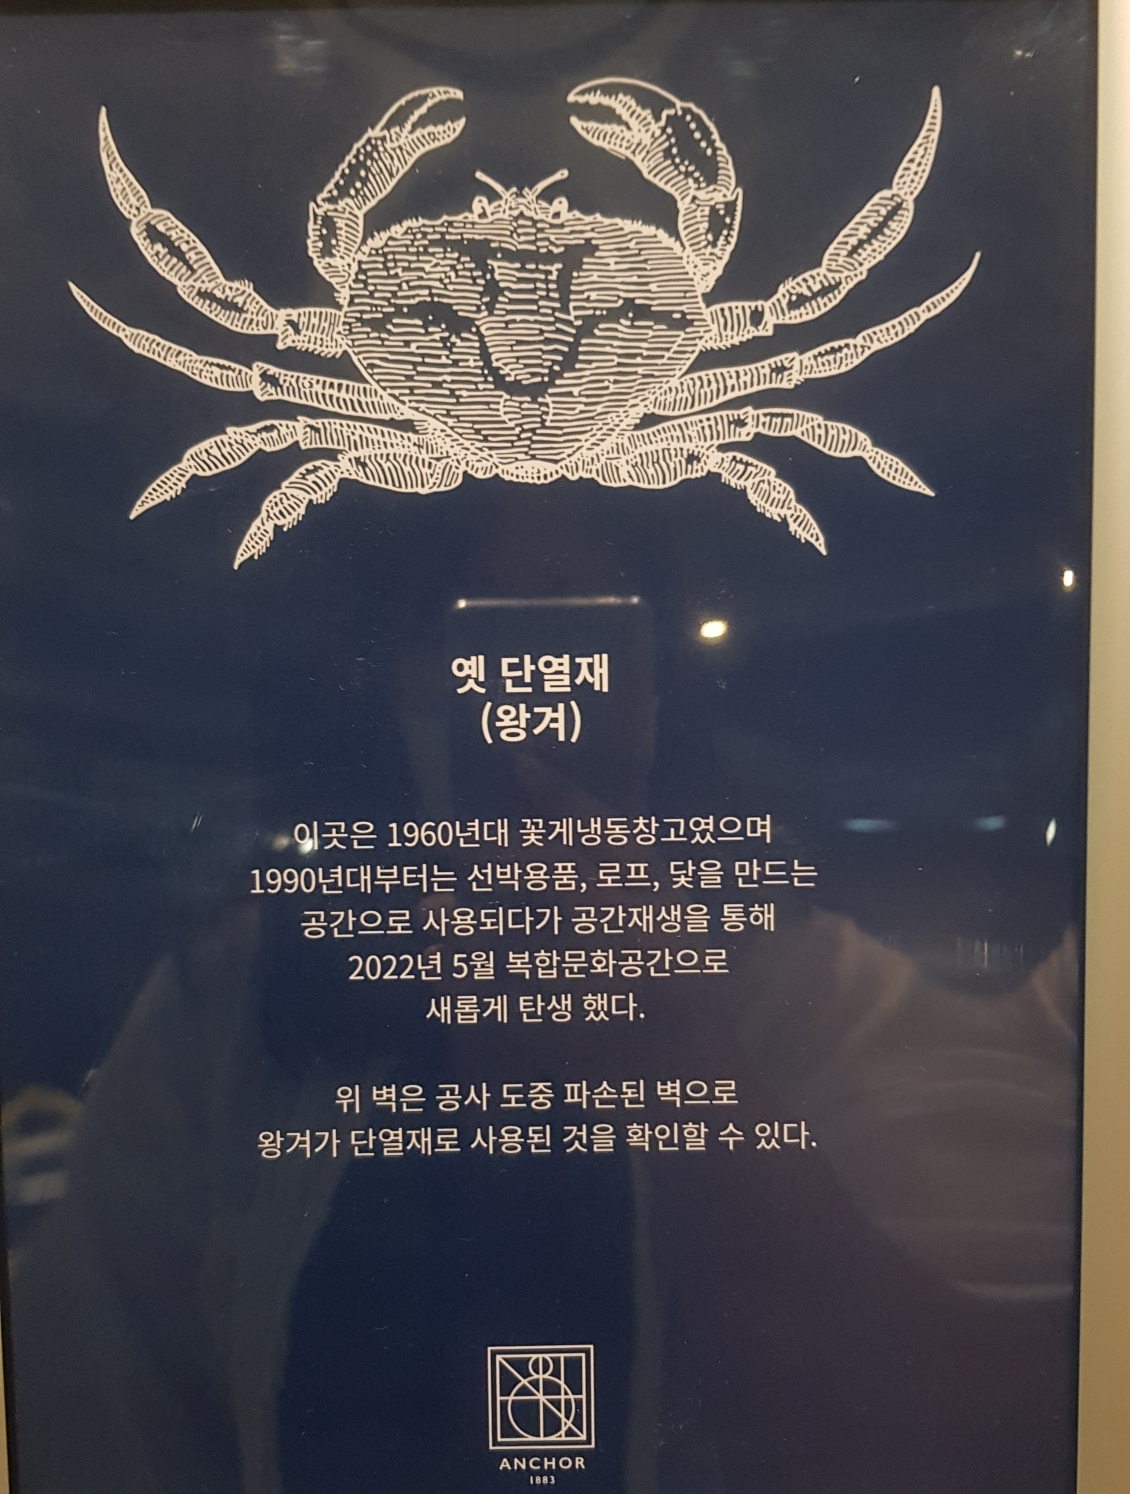 옛 단열재
(왕겨)
이곳은 1960년대 꽃게냉동창고였으며
1990년대부터는 선박용품, 로프, 닻을 만드는
공간으로 사용되다가 공간재생을 통해
2022년 5월 복합문화공간으로
새롭게 탄생 했다.
위 벽은 공사 도중 파손된 벽으로
왕겨가 단열재로 사용된 것을 확인할 수 있다.
ANCHOR
1883